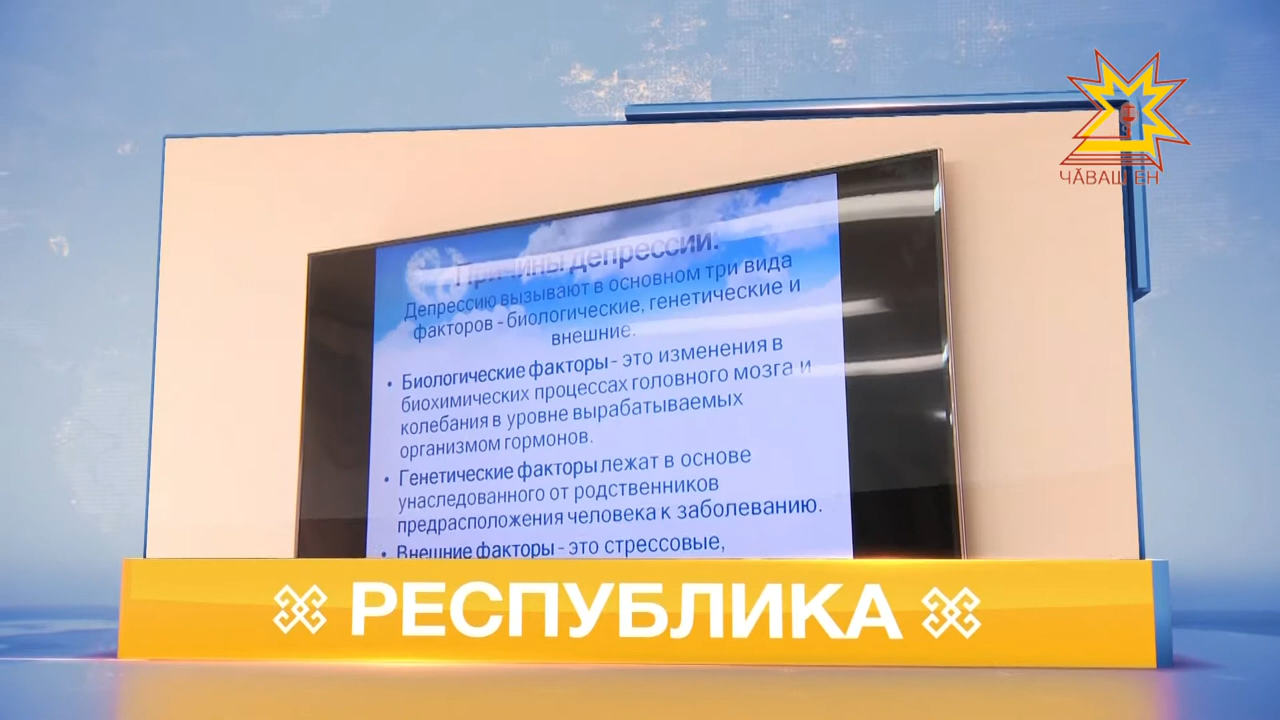 ЧӐВАШ ЕН
Причины депрессии:
Депрессию вызывают в основном три вида
факторов - биологические, генетические и
внешние.
• Биологические факторы - это изменения в
биохимических процессах головного мозга и
колебания в уровне вырабатываемых
организмом гормонов.
• Генетические факторы лежат в основе
унаследованного от родственников
предрасположения человека к заболеванию.
• Внешние факторы - это стрессовые,
РЕСПУБЛИКА